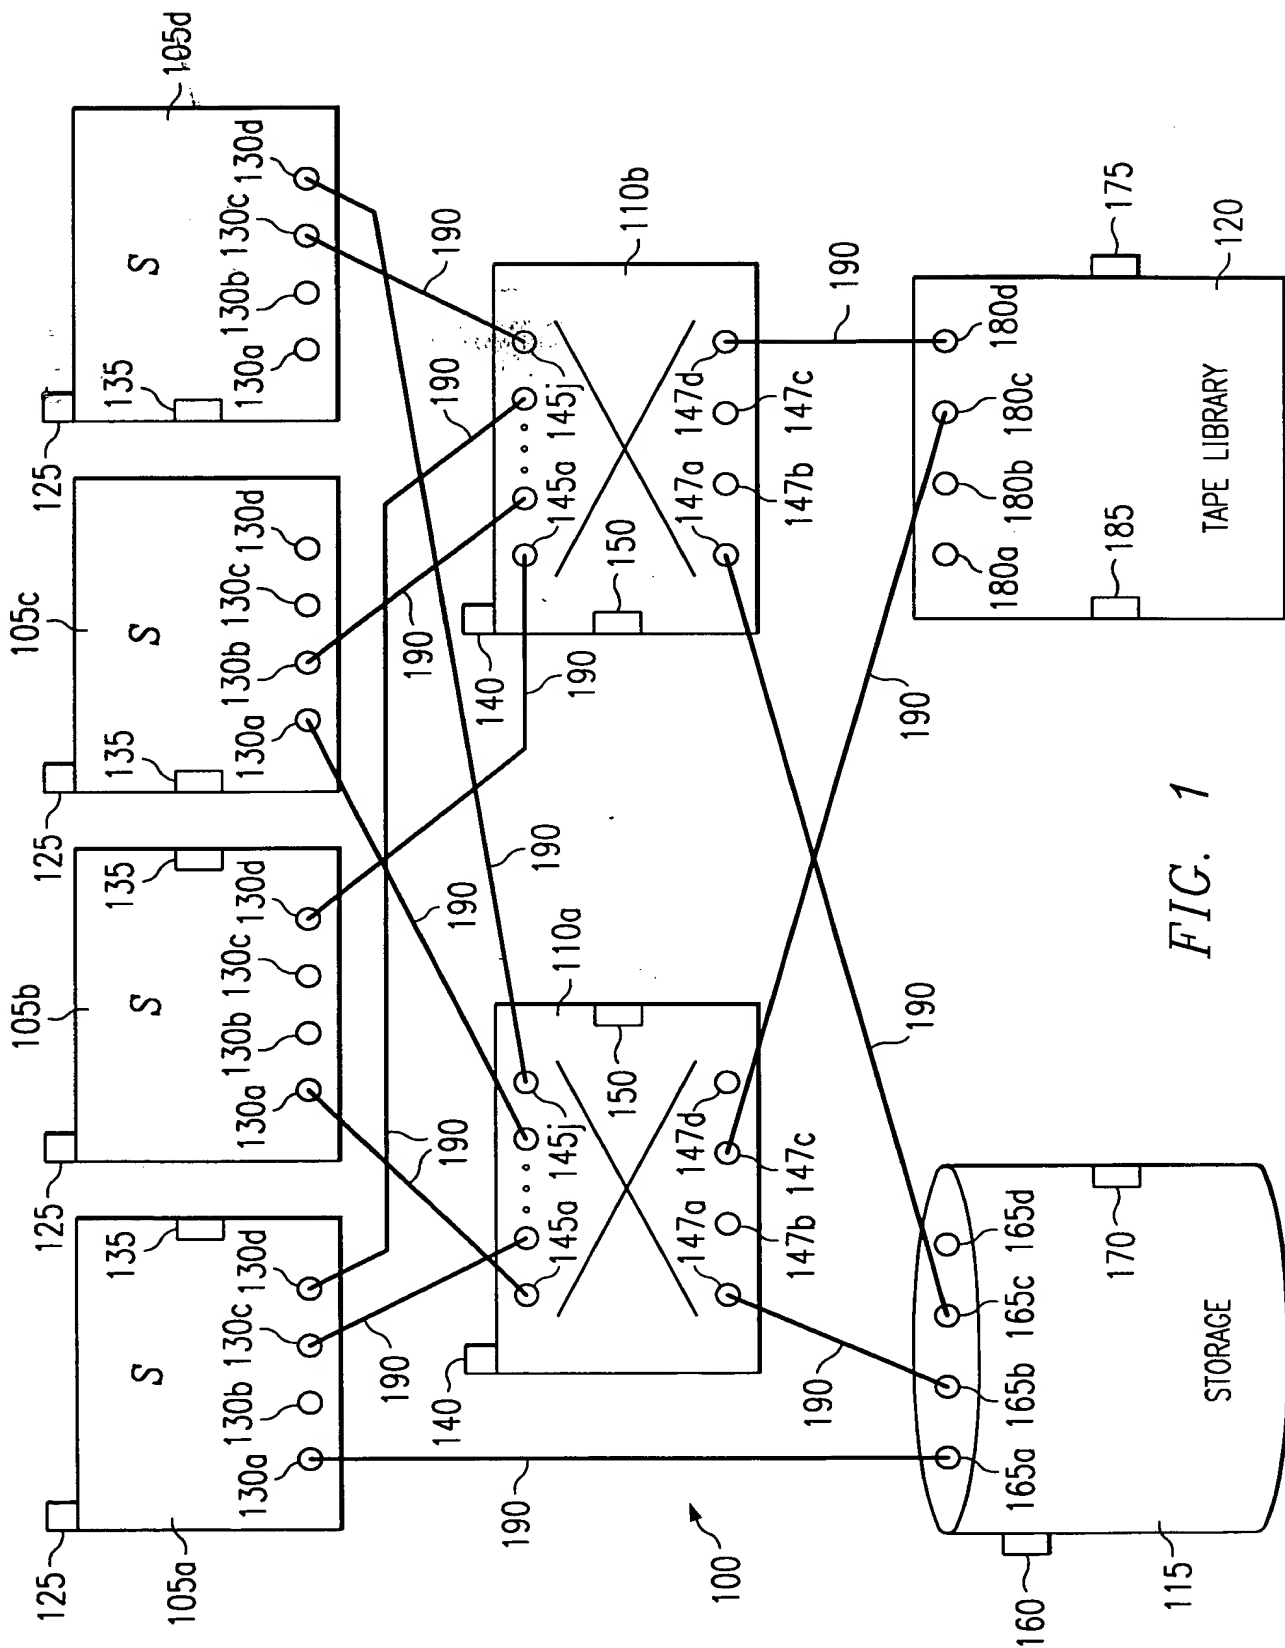 105b 105c
125 125 125 125
135 135 135 135
S S S S
105a 105d
130a 130b 130c 130d 130a 130b 130c 130d 130a 130b 130c 130d 130a 130b 130c 130d
190 190 190 190 190 190
140 140
190 190 190
110a 110b
145a 145j 145a 145j
150 150
147a 147d 147a 147d
100
147b 147c 147b 147c
190 190
190 190
165a 165b 165c 165d 180a 180b 180c 180d
160 170 185 175
115 STORAGE TAPE LIBRARY 120
FIG. 1